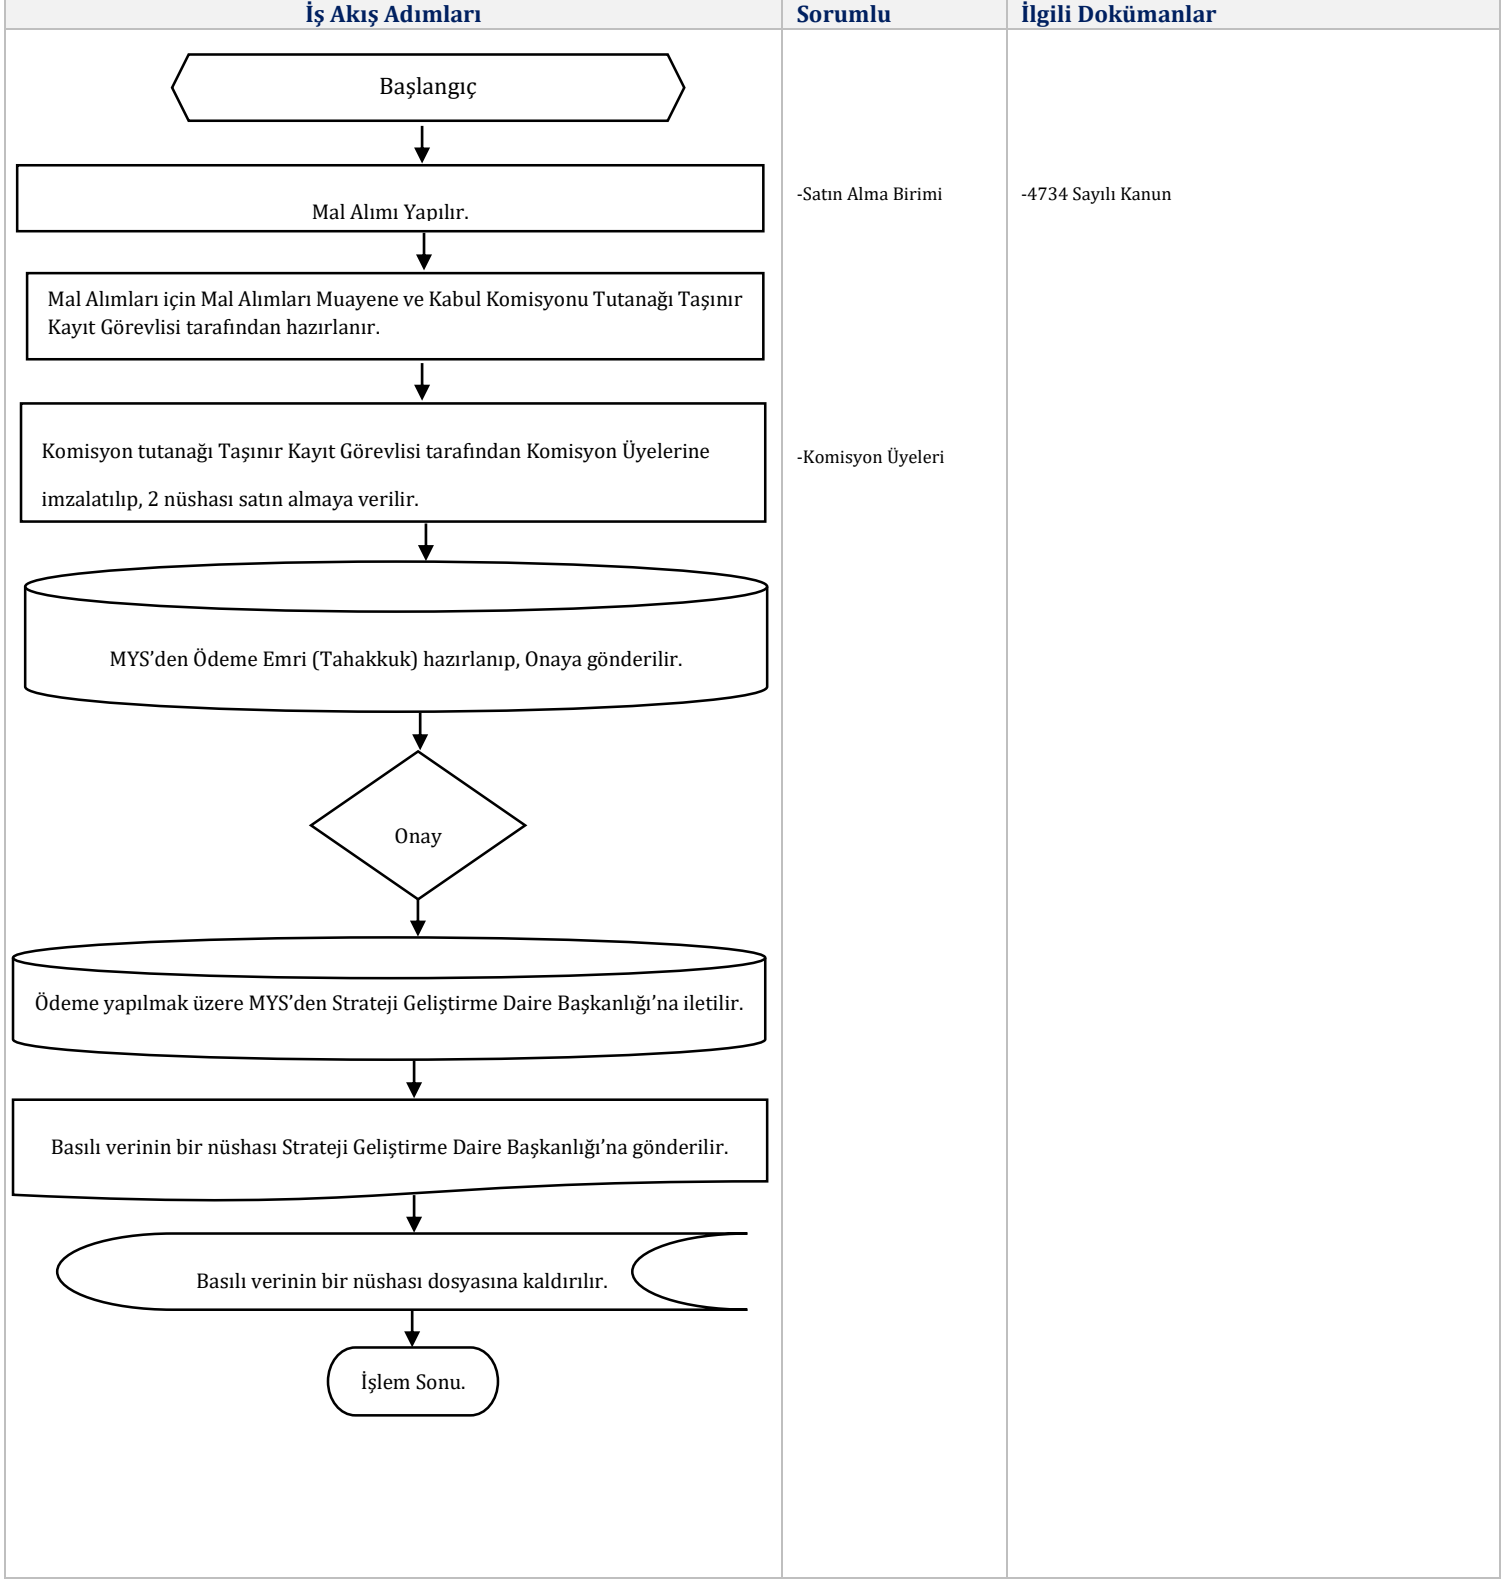 İş Akış Adımları
Sorumlu
İlgili Dokümanlar
Başlangıç
Mal Alımı Yapılır.
-Satın Alma Birimi
-4734 Sayılı Kanun
Mal Alımları için Mal Alımları Muayene ve Kabul Komisyonu Tutanağı Taşınır
Kayıt Görevlisi tarafından hazırlanır.
Komisyon tutanağı Taşınır Kayıt Görevlisi tarafından Komisyon Üyelerine
imzalatılıp, 2 nüshası satın almaya verilir.
-Komisyon Üyeleri
MYS’den Ödeme Emri (Tahakkuk) hazırlanıp, Onaya gönderilir.
Onay
Ödeme yapılmak üzere MYS’den Strateji Geliştirme Daire Başkanlığı’na iletilir.
Basılı verinin bir nüshası Strateji Geliştirme Daire Başkanlığı’na gönderilir.
Basılı verinin bir nüshası dosyasına kaldırılır.
İşlem Sonu.